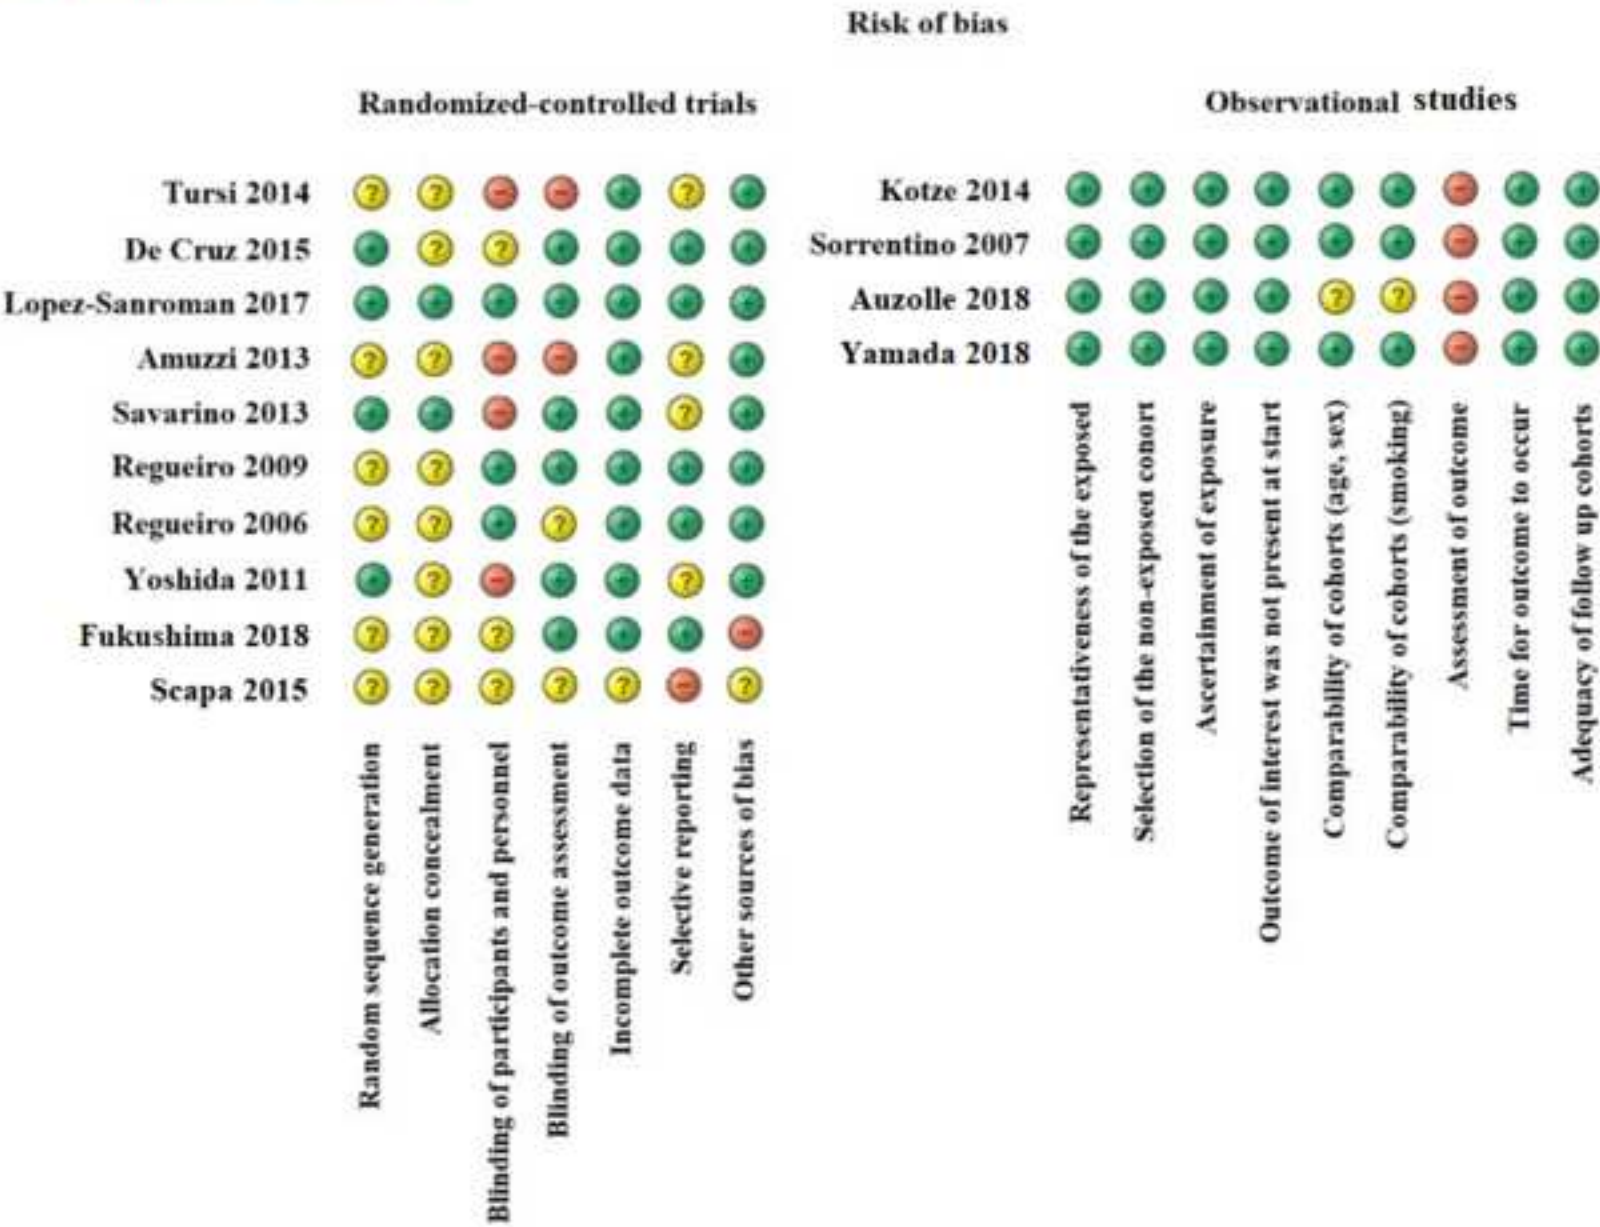 Risk of bias
Randomized-controlled trials
Tursi 2014 ? ? - - + ? +
De Cruz 2015 + ? ? + + + +
Lopez-Sanroman 2017 + + + + + + +
Amuzzi 2013 ? ? - - + ? +
Savarino 2013 + + - + + ? +
Regueiro 2009 ? ? + + + + +
Regueiro 2006 ? ? + ? + + +
Yoshida 2011 + ? - + + ? +
Fukushima 2018 ? ? ? + + + -
Scapa 2015 ? ? ? ? ? - ?
Random sequence generation
Allocation concealment
Blinding of participants and personnel
Blinding of outcome assessment
Incomplete outcome data
Selective reporting
Other sources of bias
Observational studies
Kotze 2014 + + + + + + - + +
Sorrentino 2007 + + + + + + - + +
Auzolle 2018 + + + + ? ? - + +
Yamada 2018 + + + + + + - + +
Representativeness of the exposed
Selection of the non-exposed conort
Ascertainment of exposure
Outcome of interest was not present at start
Comparability of cohorts (age, sex)
Comparability of cohorts (smoking)
Assessment of outcome
Time for outcome to occur
Adequacy of follow up cohorts